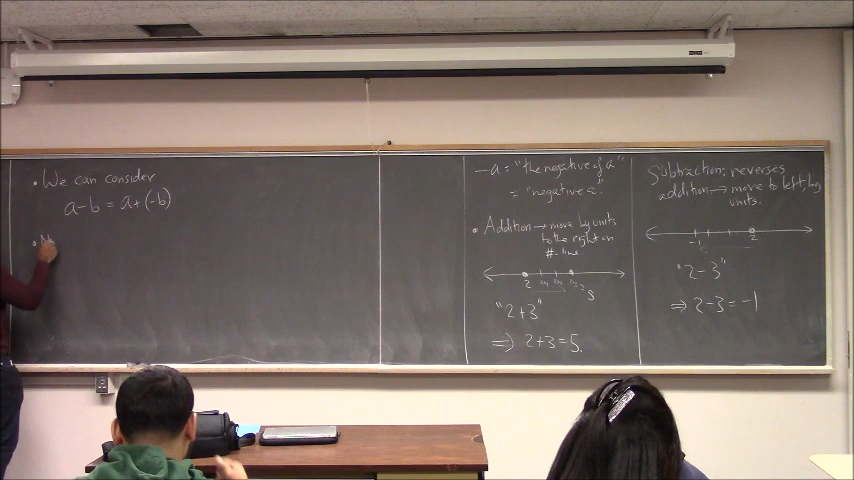 • We can consider
a-b = a+(-b)
• N
-a = "the negative of a"
= "negative a".
• Addition → move by units
to the right on
#-line
2
"2+3"
⇒ 2+3=5.
Subtraction: reverses
addition → move to left, by
units.
-1 2
"2-3"
⇒ 2-3=-1